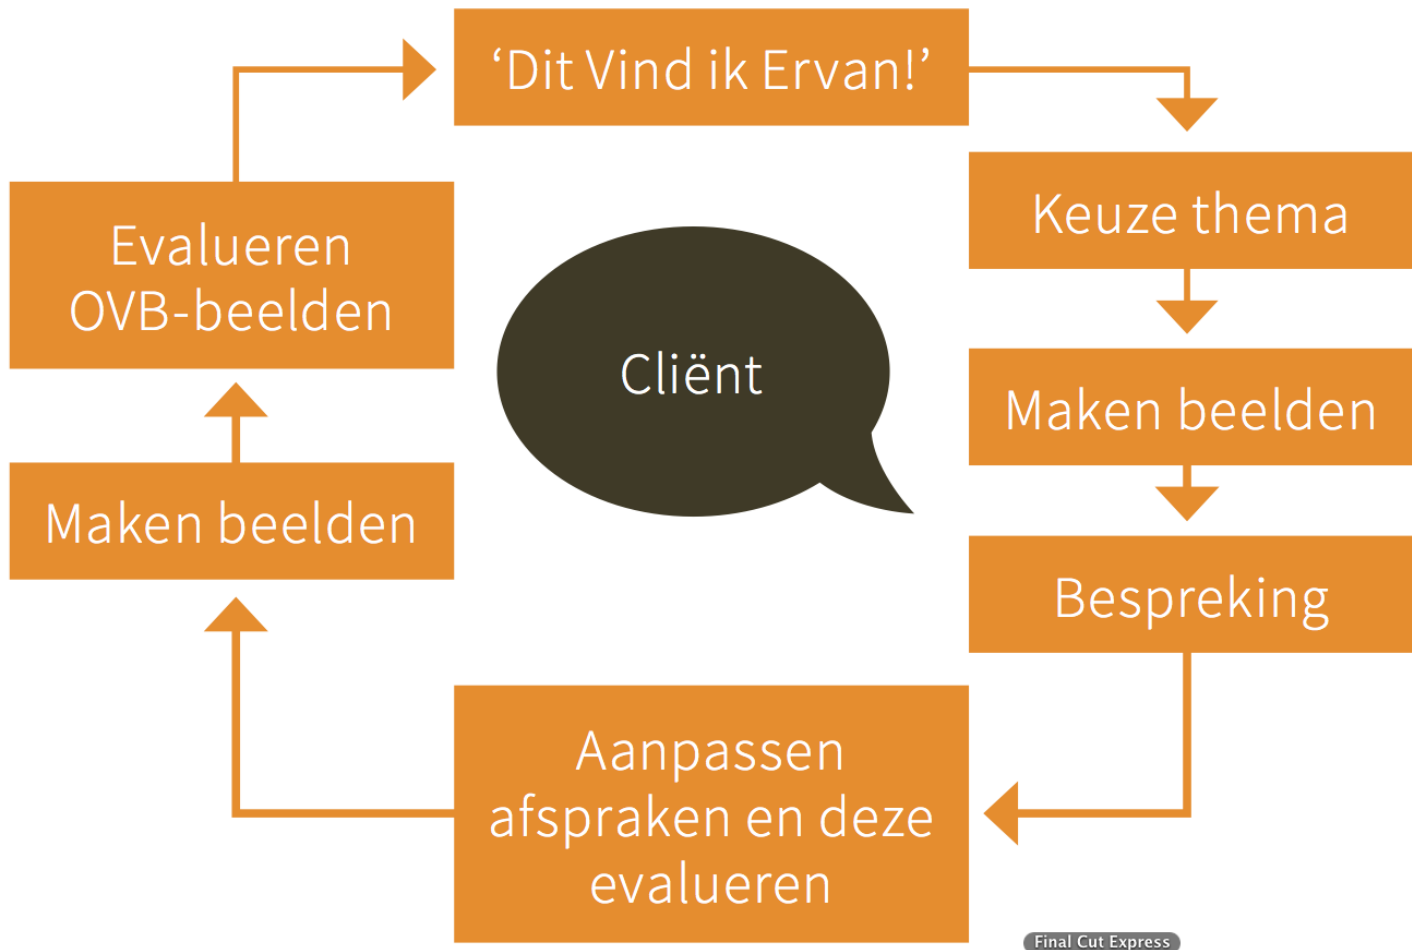 ‘Dit Vind ik Ervan!’
Keuze thema
Maken beelden
Bespreking
Aanpassen
afspraken en deze
evalueren
Maken beelden
Evalueren
OVB-beelden
Cliënt
Final Cut Express